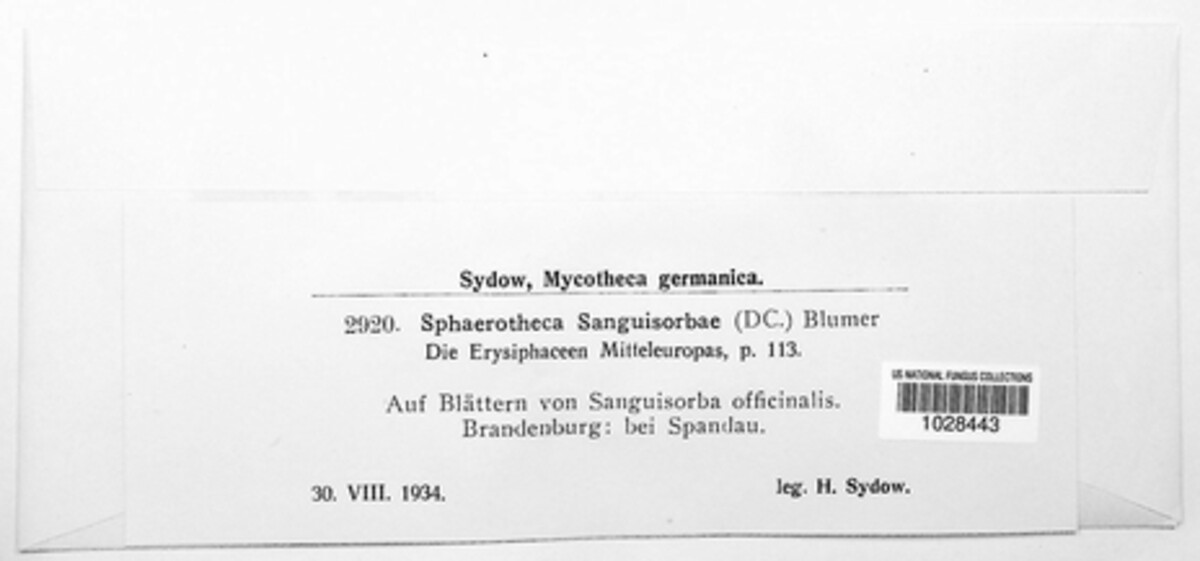 Sydow, Mycotheca germanica.
2920. Sphaerotheca Sanguisorbae (DC.) Blumer
Die Erysiphaceen Mitteleuropas, p. 113.
Auf Blättern von Sanguisorba officinalis.
Brandenburg: bei Spandau.
30. VIII. 1934.
leg. H. Sydow.
US NATIONAL FUNGUS COLLECTIONS
1028443